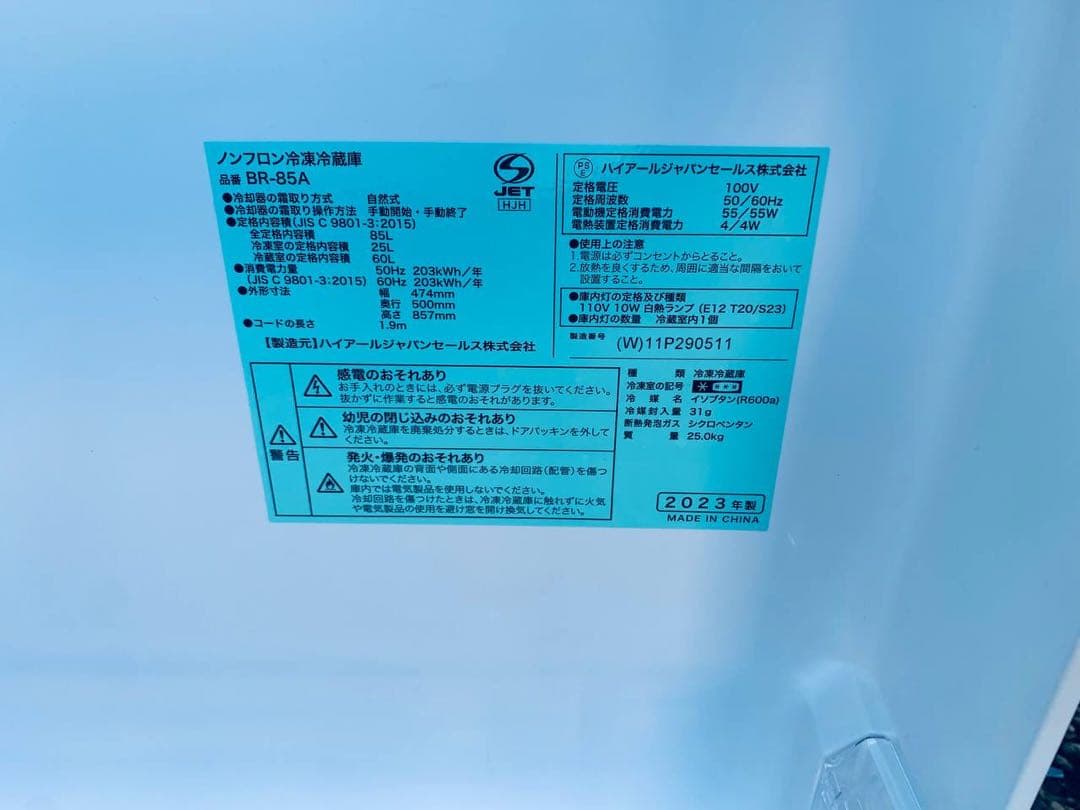 ノンフロン冷凍冷蔵庫
品番 BR-85A
●冷却器の霜取り方式 自然式
●冷却器の霜取り操作方法 手動開始・手動終了
●定格内容積(JIS C 9801-3:2015)
全定格内容積 85L
冷凍室の定格内容積 25L
冷蔵室の定格内容積 60L
●消費電力量 50Hz 203kWh/年
(JIS C 9801-3:2015) 60Hz 203kWh/年
●外形寸法 幅 474mm
奥行 500mm
高さ 857mm
●コードの長さ 1.9m
【製造元】ハイアールジャパンセールス株式会社
JET
HJH
PSE ハイアールジャパンセールス株式会社
定格電圧 100V
定格周波数 50/60Hz
電動機定格消費電力 55/55W
電熱装置定格消費電力 4/4W
●使用上の注意
1.電源は必ずコンセントからとること。
2.放熱を良くするため、周囲に適当な間隔をおいて
設置すること。
●庫内灯の定格及び種類
110V 10W 白熱ランプ (E12 T20/S23)
●庫内灯の数量 冷蔵室内1個
製造番号 (W)11P290511
警告
感電のおそれあり
お手入れのときには、必ず電源プラグを抜いてください。
抜かずに作業すると感電のおそれがあります。
幼児の閉じ込めのおそれあり
冷凍冷蔵庫を廃棄処分するときは、ドアパッキンを外して
ください。
発火・爆発のおそれあり
冷凍冷蔵庫の背面や側面にある冷却回路(配管)を傷つ
けないでください。
庫内では電気製品を使用しないでください。
冷却回路を傷つけたときは、冷凍冷蔵庫に触れずに火気
や電気製品の使用を避け窓を開け換気してください。
種類 冷凍冷蔵庫
冷凍室の記号
冷媒名 イソブタン(R600a)
冷媒封入量 31g
断熱発泡ガス シクロペンタン
質量 25.0kg
2023年製
MADE IN CHINA